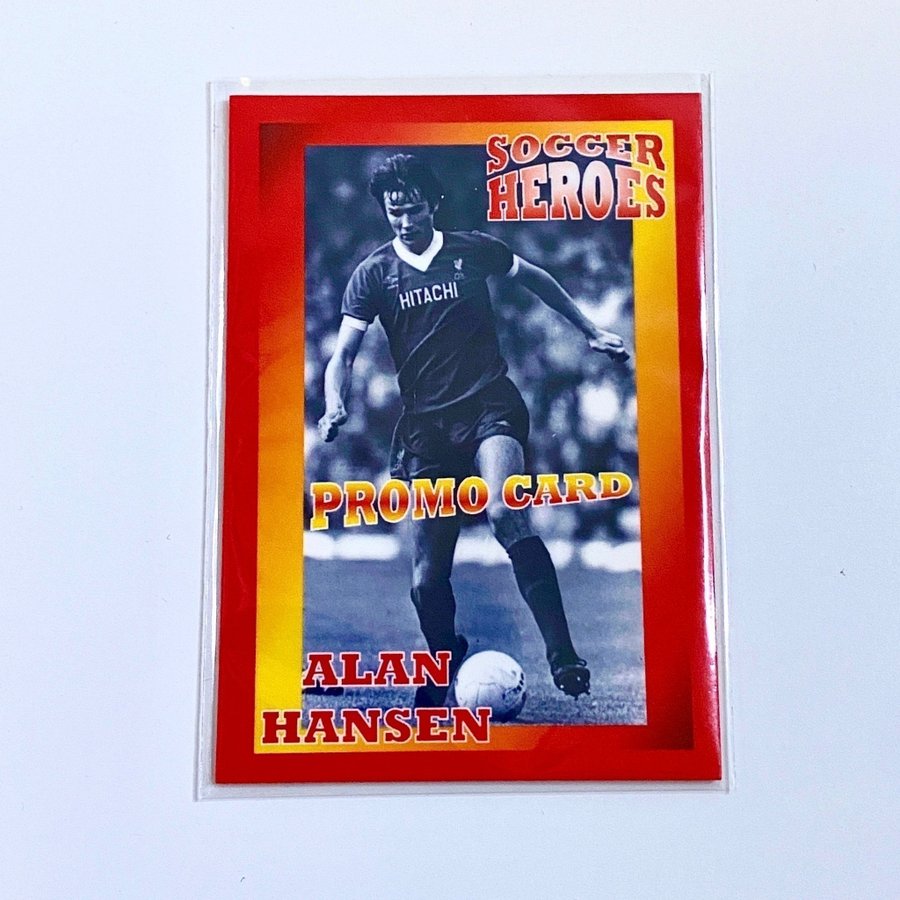 SOCCER
HEROES
HITACHI
PROMO CARD
ALAN
HANSEN